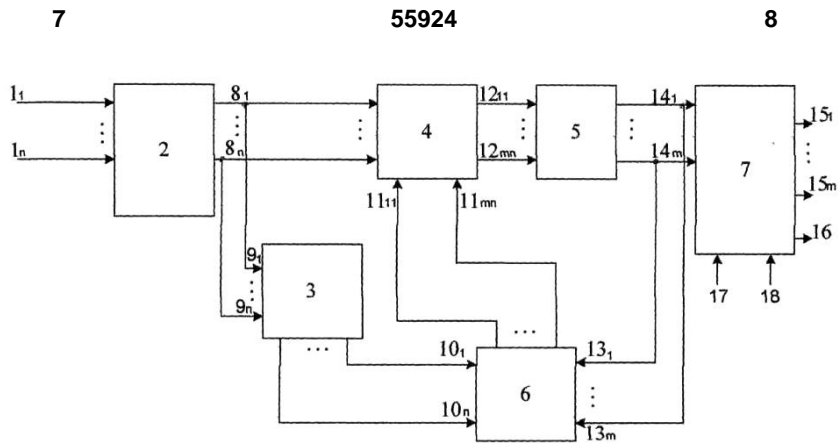 7 55924 8
1₁ 8₁ 12₁₁ 14₁
15₁
2 4 5 7
1ₙ 8ₙ 12ₘₙ 14ₘ
15ₘ
11₁₁ 11ₘₙ
16
9₁
3
17 18
9ₙ
10₁ 13₁
6
10ₙ
13ₘ